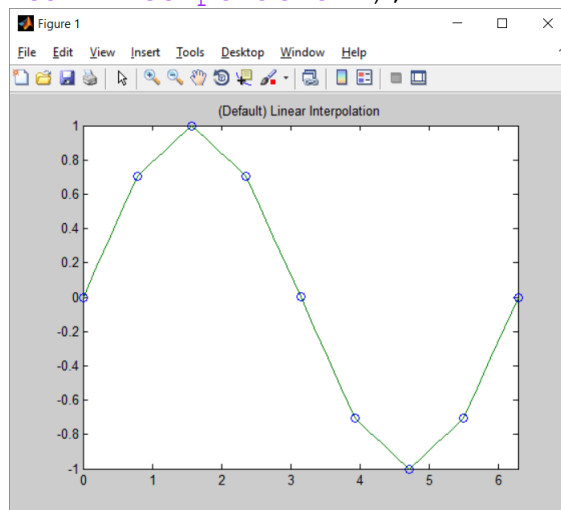 Figure 1
File Edit View Insert Tools Desktop Window Help
(Default) Linear Interpolation
1
0.8
0.6
0.4
0.2
0
-0.2
-0.4
-0.6
-0.8
-1
0 1 2 3 4 5 6